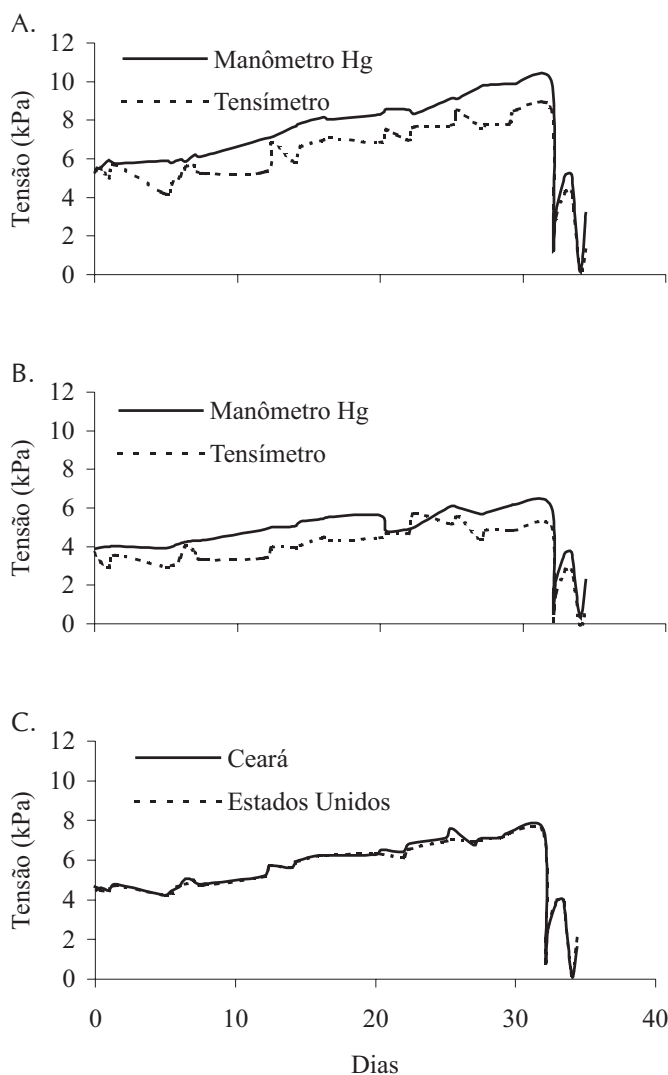 A.
12
Manômetro Hg
10
Tensímetro
8
6
4
2
0
Tensão (kPa)
B.
12
Manômetro Hg
10
Tensímetro
8
6
4
2
0
Tensão (kPa)
C.
12
Ceará
10
Estados Unidos
8
6
4
2
0
Tensão (kPa)
0 10 20 30 40
Dias